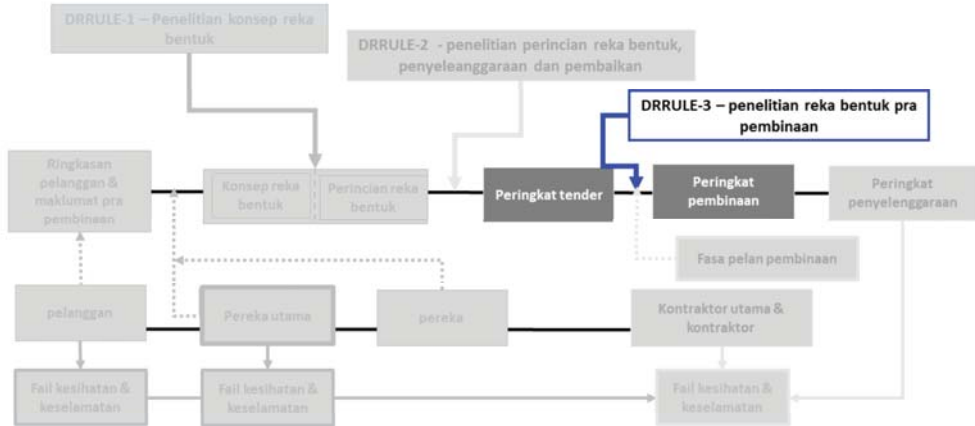 DRRULE-1 – Penelitian konsep reka
bentuk
DRRULE-2 - penelitian perincian reka bentuk,
penyeleanggaraan dan pembaikan
DRRULE-3 – penelitian reka bentuk pra
pembinaan
Ringkasan
pelanggan &
maklumat pra
pembinaan
Konsep reka
bentuk
Perincian reka
bentuk
Peringkat tender
Peringkat
pembinaan
Peringkat
penyelenggaraan
Fasa pelan pembinaan
pelanggan
Pereka utama
pereka
Kontraktor utama &
kontraktor
Fail kesihatan &
keselamatan
Fail kesihatan &
keselamatan
Fail kesihatan &
keselamatan